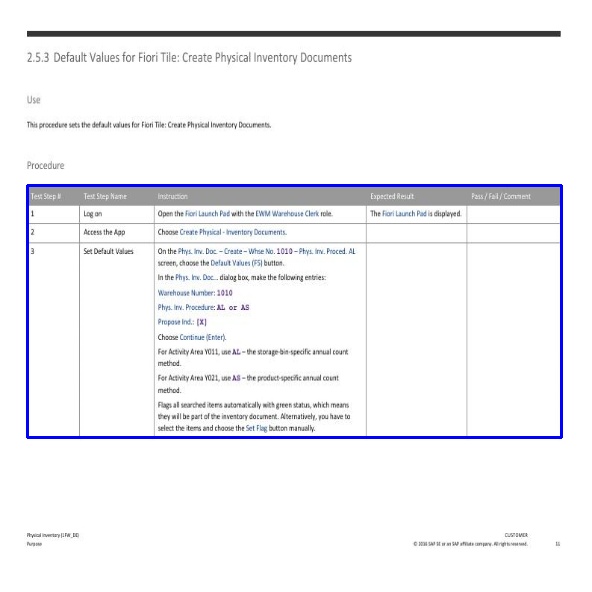 2.5.3 Default Values for Fiori Tile: Create Physical Inventory Documents
Use
This procedure sets the default values for Fiori Tile: Create Physical Inventory Documents.
Procedure
Test Step # Test Step Name Instruction Expected Result Pass / Fail / Comment
1 Log on Open the Fiori Launch Pad with the EWM Warehouse Clerk role. The Fiori Launch Pad is displayed.
2 Access the App Choose Create Physical - Inventory Documents.
3 Set Default Values On the Phys. Inv. Doc. – Create – Whse No. 1010 – Phys. Inv. Proced. AL
screen, choose the Default Values (F5) button.
In the Phys. Inv. Doc... dialog box, make the following entries:
Warehouse Number: 1010
Phys. Inv. Procedure: AL or AS
Propose Ind.: [X]
Choose Continue (Enter).
For Activity Area Y011, use AL – the storage-bin-specific annual count
method.
For Activity Area Y021, use AS – the product-specific annual count
method.
Flags all searched items automatically with green status, which means
they will be part of the inventory document. Alternatively, you have to
select the items and choose the Set Flag button manually.
Physical Inventory (1FW_DE) CUSTOMER
Purpose © 2016 SAP SE or an SAP affiliate company. All rights reserved. 11